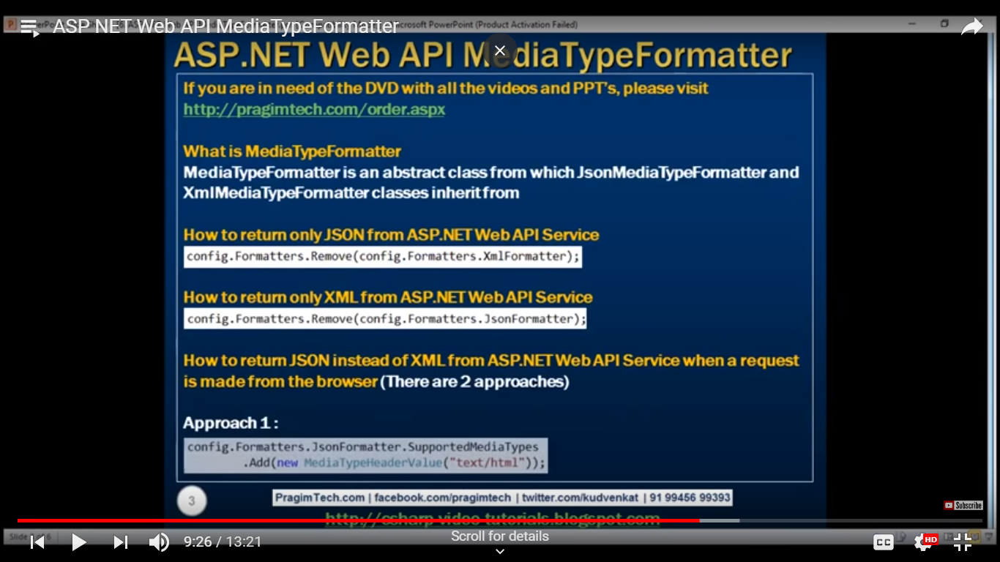 ASP NET Web API MediaTypeFormatter
Microsoft PowerPoint (Product Activation Failed)
ASP.NET Web API MediaTypeFormatter
If you are in need of the DVD with all the videos and PPT's, please visit
http://pragimtech.com/order.aspx
What is MediaTypeFormatter
MediaTypeFormatter is an abstract class from which JsonMediaTypeFormatter and
XmlMediaTypeFormatter classes inherit from
How to return only JSON from ASP.NET Web API Service
config.Formatters.Remove(config.Formatters.XmlFormatter);
How to return only XML from ASP.NET Web API Service
config.Formatters.Remove(config.Formatters.JsonFormatter);
How to return JSON instead of XML from ASP.NET Web API Service when a request
is made from the browser (There are 2 approaches)
Approach 1 :
config.Formatters.JsonFormatter.SupportedMediaTypes
.Add(new MediaTypeHeaderValue("text/html"));
3
PragimTech.com | facebook.com/pragimtech | twitter.com/kudvenkat | 91 99456 99393
Subscribe
http://csharp-video-tutorials.blogspot.com
9:26 / 13:21
Scroll for details
CC
HD